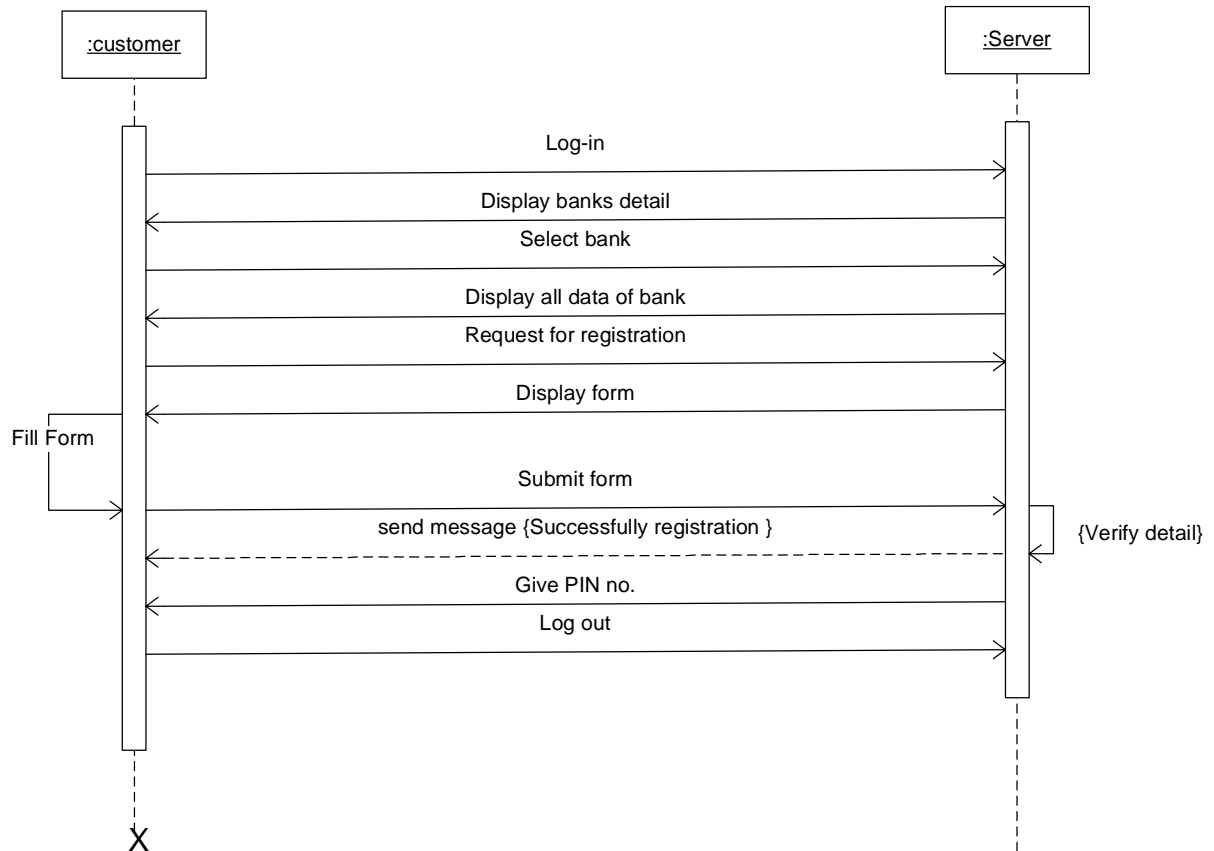 :customer
:Server
Log-in
Display banks detail
Select bank
Display all data of bank
Request for registration
Display form
Fill Form
Submit form
send message {Successfully registration }
{Verify detail}
Give PIN no.
Log out
X